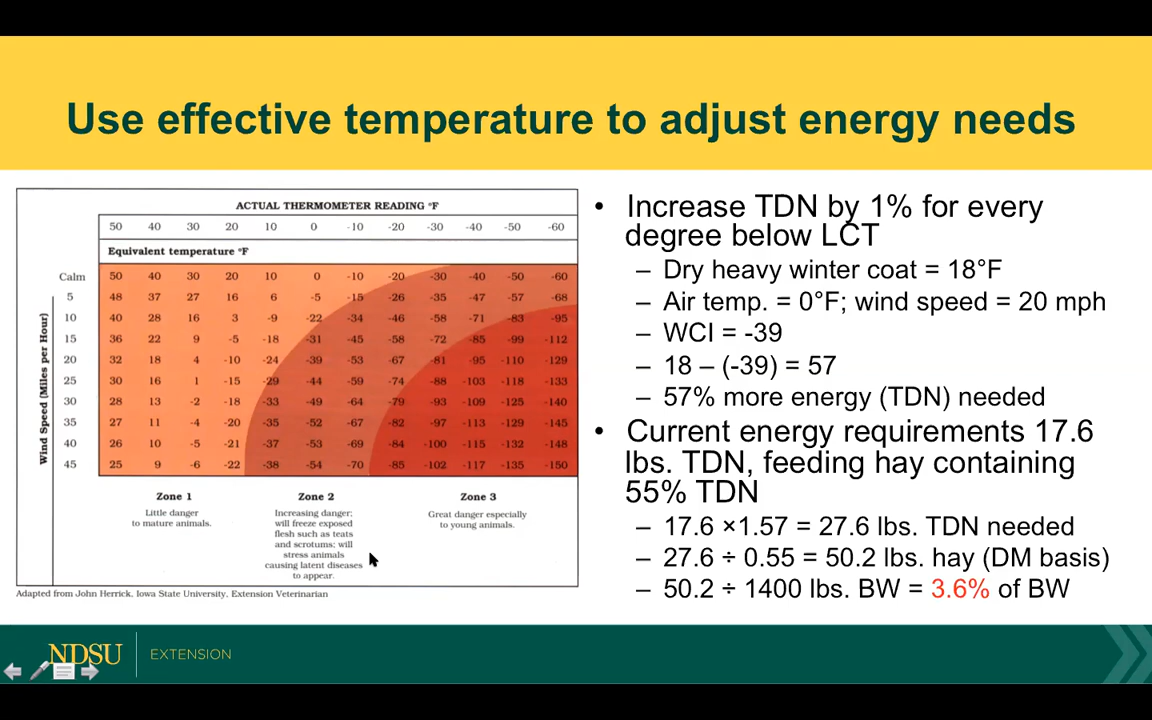 Use effective temperature to adjust energy needs
ACTUAL THERMOMETER READING °F
50 40 30 20 10 0 -10 -20 -30 -40 -50 -60
Equivalent temperature °F
Calm 50 40 30 20 10 0 -10 -20 -30 -40 -50 -60
5 48 37 27 16 6 -5 -15 -26 -35 -47 -57 -68
10 40 28 16 3 -9 -22 -34 -46 -58 -71 -83 -95
15 36 22 9 -5 -18 -31 -45 -58 -72 -85 -99 -112
20 32 18 4 -10 -24 -39 -53 -67 -81 -95 -110 -129
25 30 16 1 -15 -29 -44 -59 -74 -88 -103 -118 -133
30 28 13 -2 -18 -33 -49 -64 -79 -93 -109 -125 -140
35 27 11 -4 -20 -35 -52 -67 -82 -97 -113 -129 -145
40 26 10 -5 -21 -37 -53 -69 -84 -100 -115 -132 -148
45 25 9 -6 -22 -38 -54 -70 -85 -102 -117 -135 -150
Wind Speed (Miles per Hour)
Zone 1
Little danger
to mature animals.
Zone 2
Increasing danger;
will freeze exposed
flesh such as teats
and scrotums; will
stress animals
causing latent diseases
to appear.
Zone 3
Great danger especially
to young animals.
Adapted from John Herrick, Iowa State University, Extension Veterinarian
• Increase TDN by 1% for every
degree below LCT
– Dry heavy winter coat = 18°F
– Air temp. = 0°F; wind speed = 20 mph
– WCI = -39
– 18 – (-39) = 57
– 57% more energy (TDN) needed
• Current energy requirements 17.6
lbs. TDN, feeding hay containing
55% TDN
– 17.6 ×1.57 = 27.6 lbs. TDN needed
– 27.6 ÷ 0.55 = 50.2 lbs. hay (DM basis)
– 50.2 ÷ 1400 lbs. BW = 3.6% of BW
NDSU EXTENSION